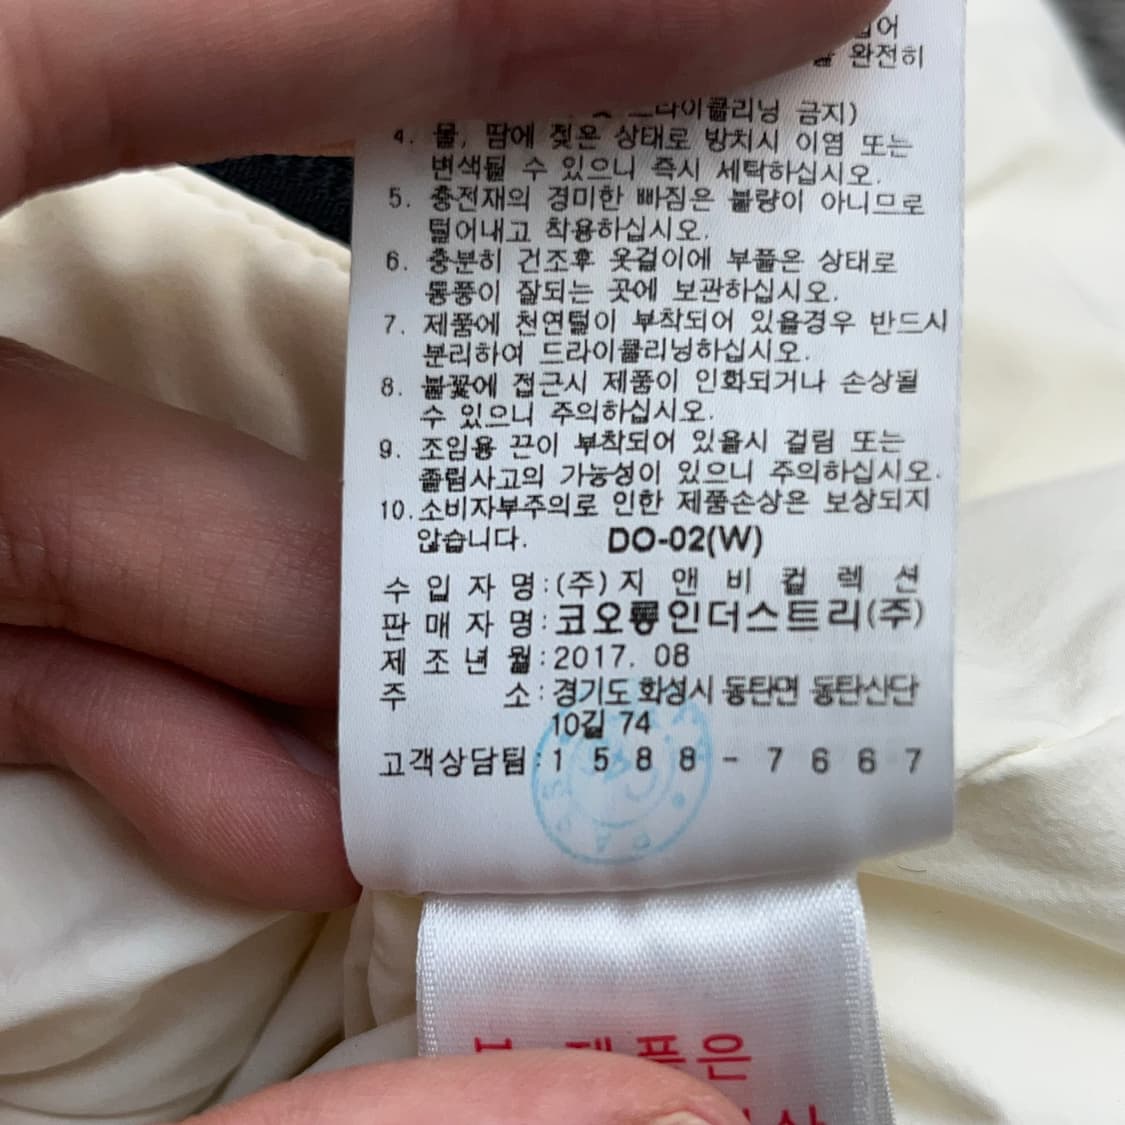 완전히
드라이클리닝 금지)
4. 물, 땀에 젖은 상태로 방치시 이염 또는
변색될 수 있으니 즉시 세탁하십시오.
5. 충전재의 경미한 빠짐은 불량이 아니므로
털어내고 착용하십시오.
6. 충분히 건조후 옷걸이에 부풀은 상태로
통풍이 잘되는 곳에 보관하십시오.
7. 제품에 천연털이 부착되어 있을경우 반드시
분리하여 드라이클리닝하십시오.
8. 불꽃에 접근시 제품이 인화되거나 손상될
수 있으니 주의하십시오.
9. 조임용 끈이 부착되어 있을시 걸림 또는
졸림사고의 가능성이 있으니 주의하십시오.
10. 소비자부주의로 인한 제품손상은 보상되지
않습니다. DO-02(W)
수입자명:(주)지앤비컬렉션
판매자명:코오롱인더스트리(주)
제조년월:2017. 08
주 소:경기도 화성시 동탄면 동탄산단
10길 74
고객상담팀:1588-7667
제품은